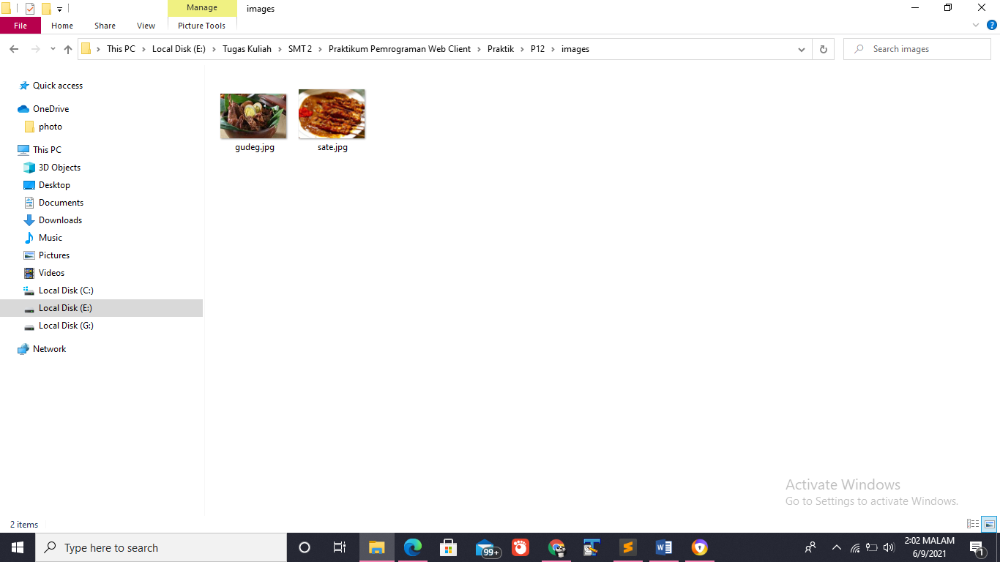 Manage
images
File
Home
Share
View
Picture Tools
This PC
Local Disk (E:)
Tugas Kuliah
SMT 2
Praktikum Pemrograman Web Client
Praktik
P12
images
Search images
Quick access
OneDrive
photo
This PC
3D Objects
Desktop
Documents
Downloads
Music
Pictures
Videos
Local Disk (C:)
Local Disk (E:)
Local Disk (G:)
Network
gudeg.jpg
sate.jpg
Activate Windows
Go to Settings to activate Windows.
2 items
Type here to search
99+
2:02 MALAM
6/9/2021
1